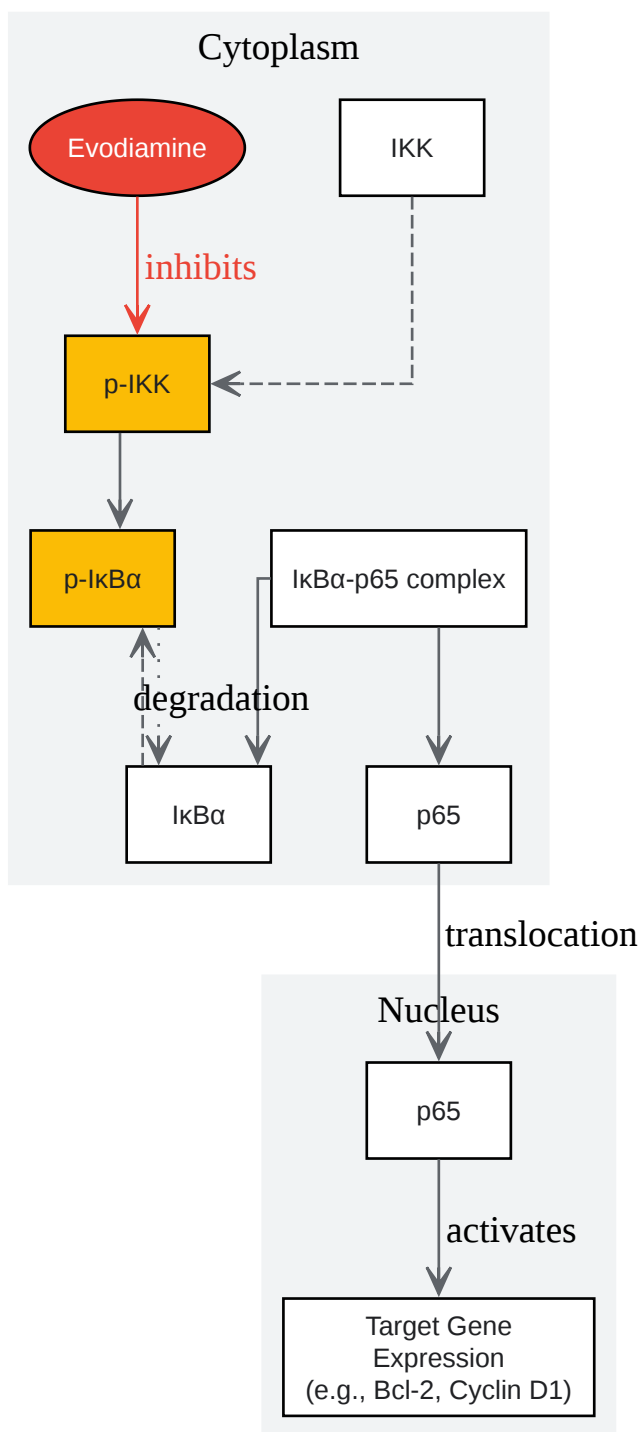 Cytoplasm
Evodiamine
IKK
inhibits
p-IKK
p-IκBα
IκBα-p65 complex
degradation
IκBα
p65
translocation
Nucleus
p65
activates
Target Gene
Expression
(e.g., Bcl-2, Cyclin D1)